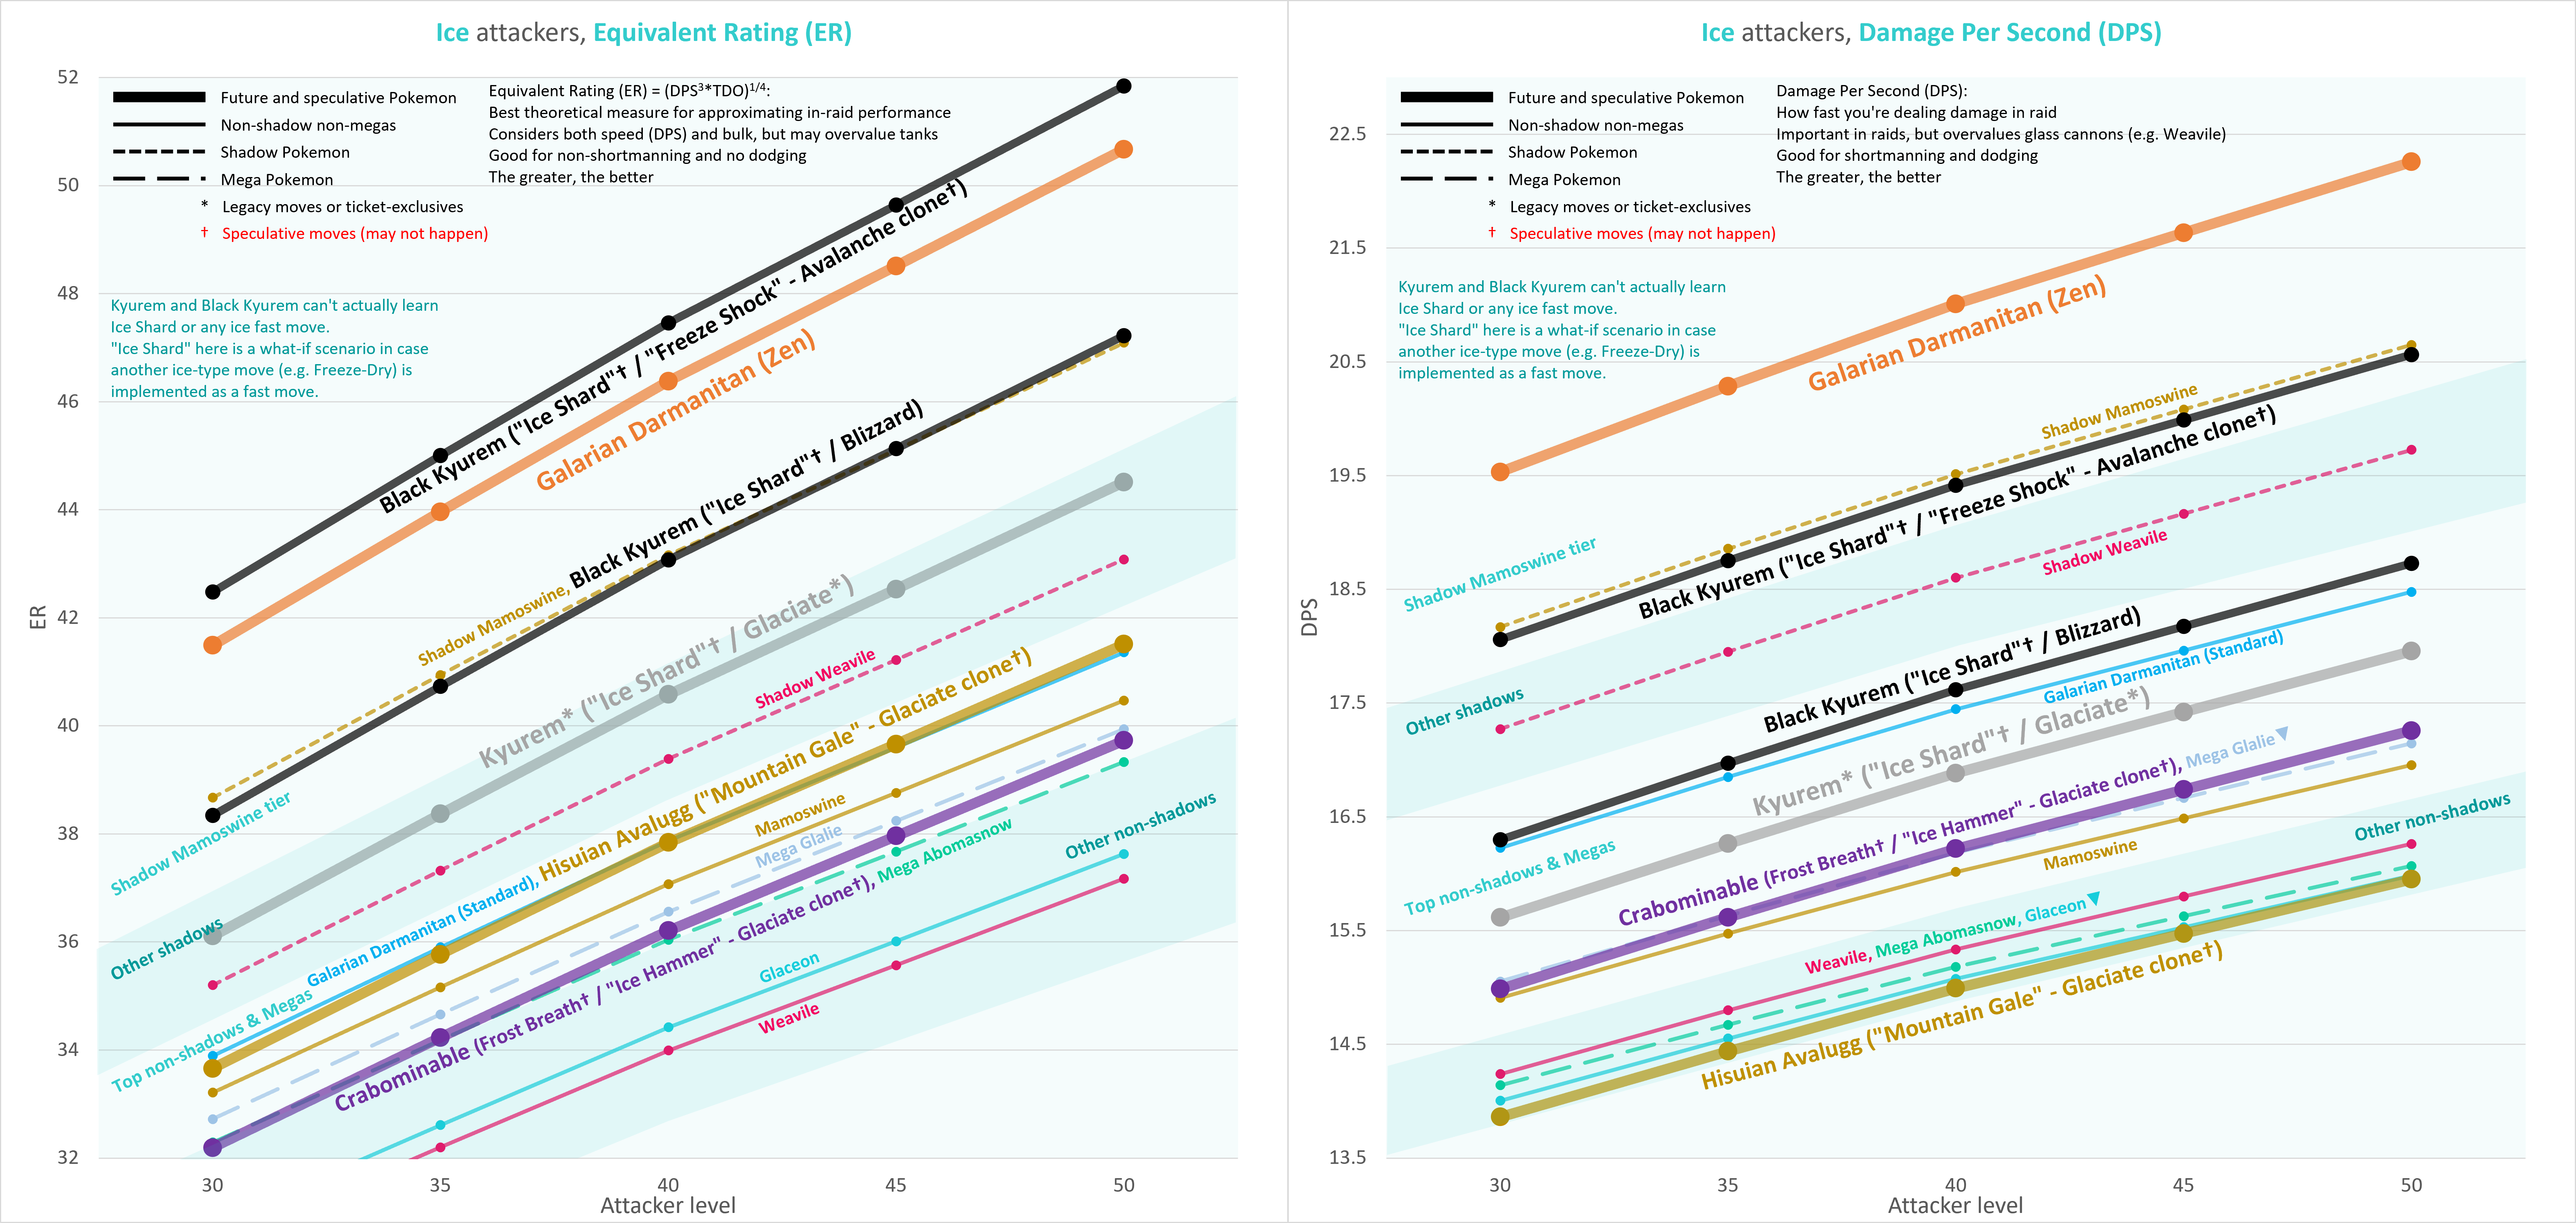 Ice attackers, Equivalent Rating (ER)
52
50
48
46
44
42
40
38
36
34
32
ER
30
35
40
45
50
Attacker level
Future and speculative Pokemon
Non-shadow non-megas
Shadow Pokemon
Mega Pokemon
* Legacy moves or ticket-exclusives
† Speculative moves (may not happen)
Equivalent Rating (ER) = (DPS³*TDO)¹/⁴:
Best theoretical measure for approximating in-raid performance
Considers both speed (DPS) and bulk, but may overvalue tanks
Good for non-shortmanning and no dodging
The greater, the better
Kyurem and Black Kyurem can't actually learn
Ice Shard or any ice fast move.
"Ice Shard" here is a what-if scenario in case
another ice-type move (e.g. Freeze-Dry) is
implemented as a fast move.
Black Kyurem ("Ice Shard"† / "Freeze Shock" - Avalanche clone†)
Galarian Darmanitan (Zen)
Shadow Mamoswine, Black Kyurem ("Ice Shard"† / Blizzard)
Kyurem* ("Ice Shard"† / Glaciate*)
Shadow Weavile
Galarian Darmanitan (Standard), Hisuian Avalugg ("Mountain Gale" - Glaciate clone†)
Mamoswine
Mega Glalie
Crabominable (Frost Breath† / "Ice Hammer" - Glaciate clone†), Mega Abomasnow
Glaceon
Weavile
Shadow Mamoswine tier
Other shadows
Top non-shadows & Megas
Other non-shadows
Ice attackers, Damage Per Second (DPS)
22.5
21.5
20.5
19.5
18.5
17.5
16.5
15.5
14.5
13.5
DPS
30
35
40
45
50
Attacker level
Future and speculative Pokemon
Non-shadow non-megas
Shadow Pokemon
Mega Pokemon
* Legacy moves or ticket-exclusives
† Speculative moves (may not happen)
Damage Per Second (DPS):
How fast you're dealing damage in raid
Important in raids, but overvalues glass cannons (e.g. Weavile)
Good for shortmanning and dodging
The greater, the better
Kyurem and Black Kyurem can't actually learn
Ice Shard or any ice fast move.
"Ice Shard" here is a what-if scenario in case
another ice-type move (e.g. Freeze-Dry) is
implemented as a fast move.
Galarian Darmanitan (Zen)
Shadow Mamoswine
Black Kyurem ("Ice Shard"† / "Freeze Shock" - Avalanche clone†)
Shadow Weavile
Black Kyurem ("Ice Shard"† / Blizzard)
Galarian Darmanitan (Standard)
Kyurem* ("Ice Shard"† / Glaciate*)
Crabominable (Frost Breath† / "Ice Hammer" - Glaciate clone†), Mega Glalie
Mamoswine
Weavile, Mega Abomasnow, Glaceon
Hisuian Avalugg ("Mountain Gale" - Glaciate clone†)
Shadow Mamoswine tier
Other shadows
Top non-shadows & Megas
Other non-shadows